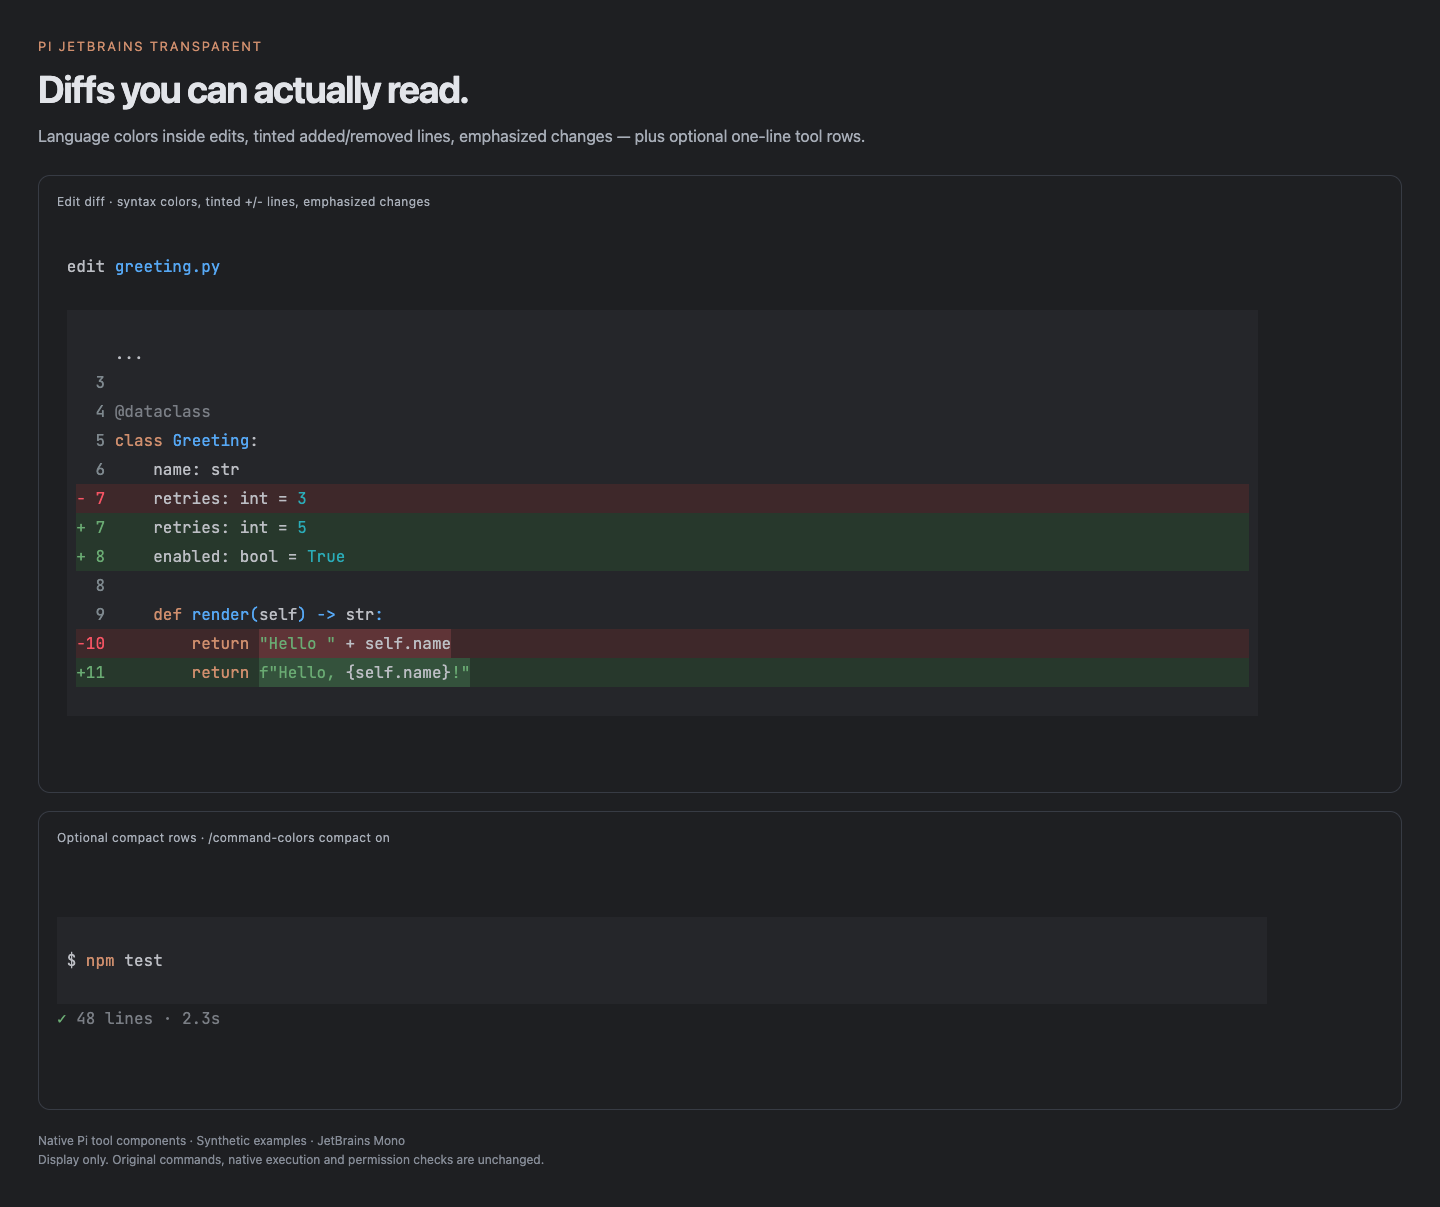 PI JETBRAINS TRANSPARENT
Diffs you can actually read.
Language colors inside edits, tinted added/removed lines, emphasized changes — plus optional one-line tool rows.
Edit diff · syntax colors, tinted +/- lines, emphasized changes
edit greeting.py
...
3
4 @dataclass
5 class Greeting:
6     name: str
- 7     retries: int = 3
+ 7     retries: int = 5
+ 8     enabled: bool = True
8
9     def render(self) -> str:
-10         return "Hello " + self.name
+11         return f"Hello, {self.name}!"
Optional compact rows · /command-colors compact on
$ npm test
✓ 48 lines · 2.3s
Native Pi tool components · Synthetic examples · JetBrains Mono
Display only. Original commands, native execution and permission checks are unchanged.